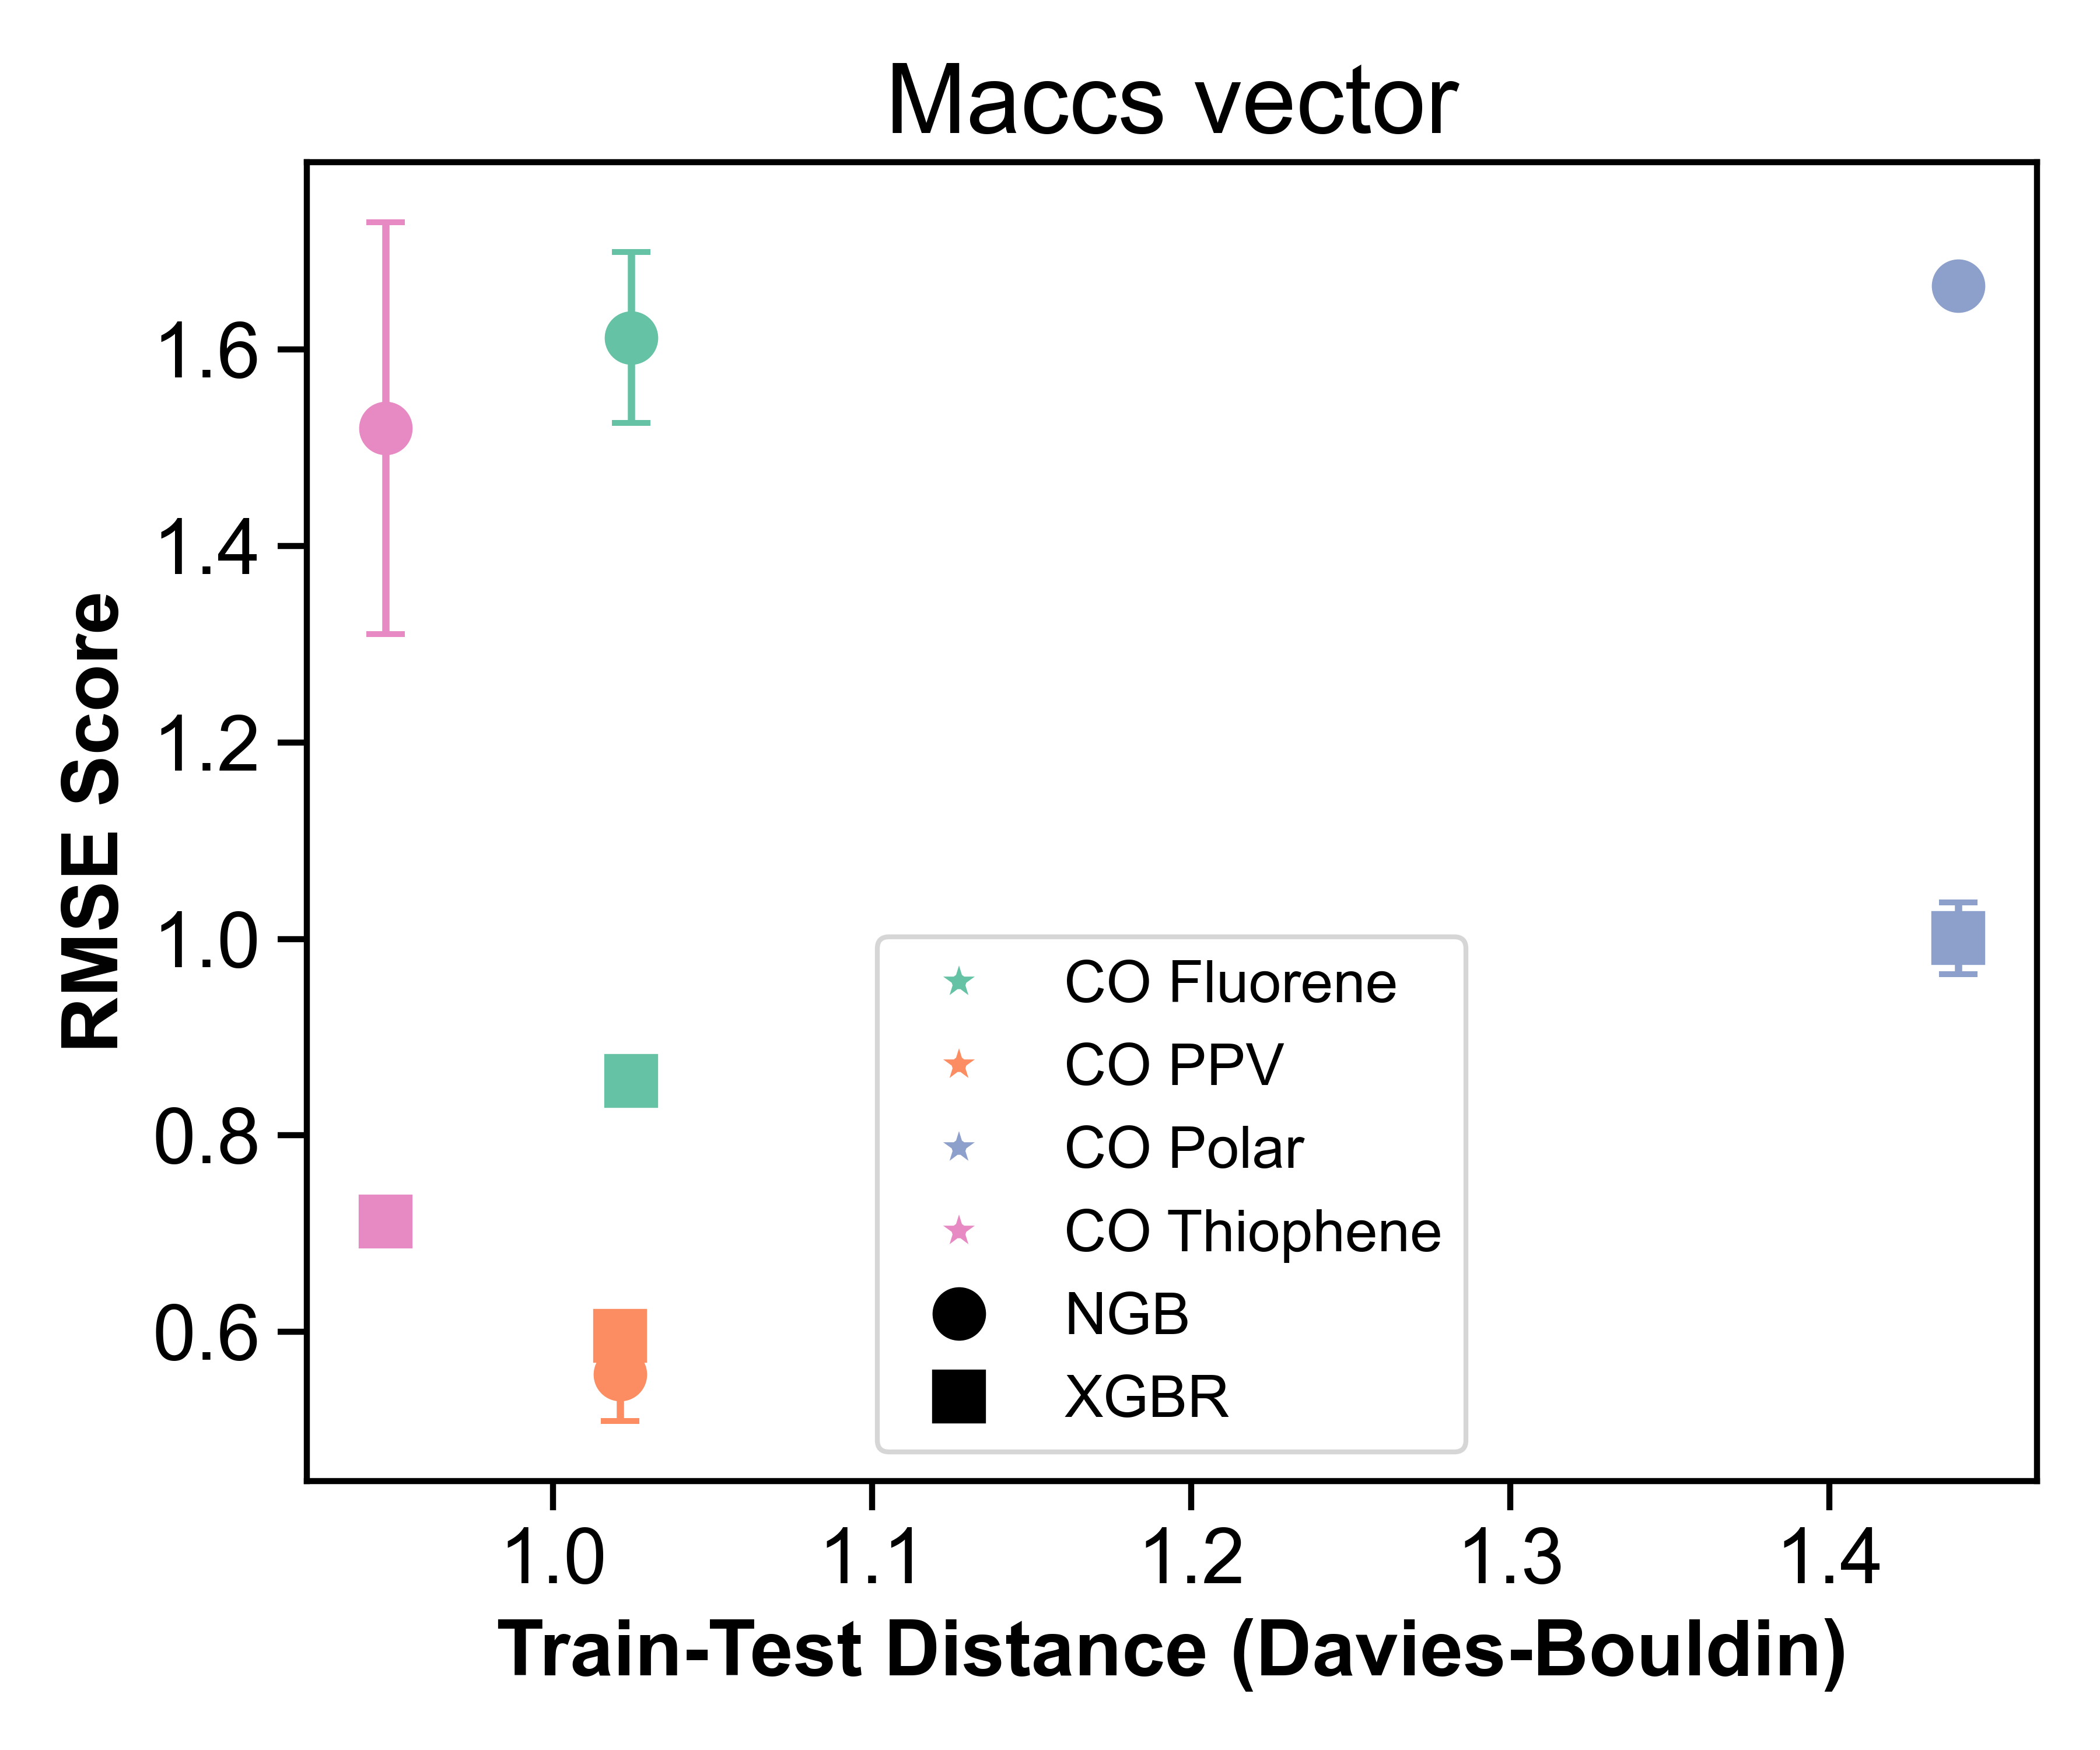 Maccs vector
RMSE Score
1.6
1.4
1.2
1.0
0.8
0.6
CO Fluorene
CO PPV
CO Polar
CO Thiophene
NGB
XGBR
1.0 1.1 1.2 1.3 1.4
Train-Test Distance (Davies-Bouldin)